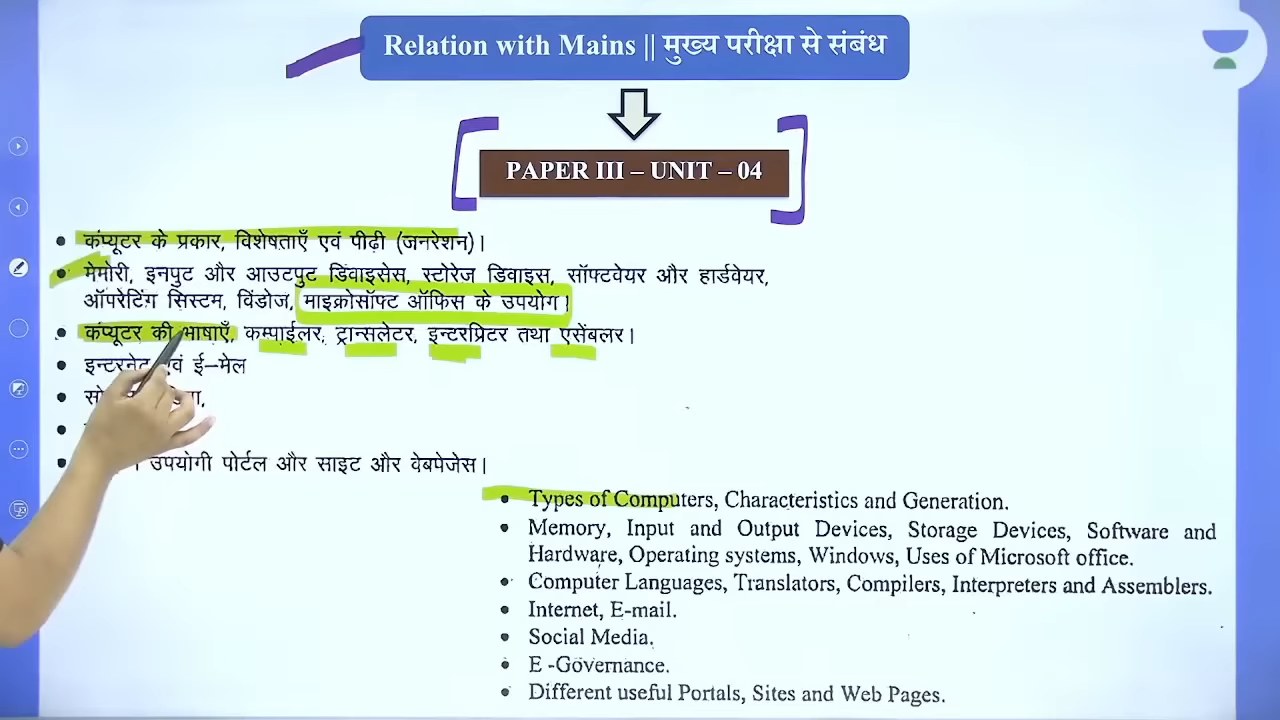 Relation with Mains || मुख्य परीक्षा से संबंध
PAPER III – UNIT – 04
• कंप्यूटर के प्रकार, विशेषताएँ एवं पीढ़ी (जनरेशन)।
• मेमोरी, इनपुट और आउटपुट डिवाइसेस, स्टोरेज डिवाइस, सॉफ्टवेयर और हार्डवेयर,
ऑपरेटिंग सिस्टम, विंडोज, माइक्रोसॉफ्ट ऑफिस के उपयोग।
• कंप्यूटर की भाषाएँ, कम्पाईलर, ट्रान्सलेटर, इन्टरप्रिटर तथा एसेंबलर।
• इन्टरनेट एवं ई–मेल
•
•
• उपयोगी पोर्टल और साइट और वेबपेजेस।
• Types of Computers, Characteristics and Generation.
• Memory, Input and Output Devices, Storage Devices, Software and
Hardware, Operating systems, Windows, Uses of Microsoft office.
• Computer Languages, Translators, Compilers, Interpreters and Assemblers.
• Internet, E-mail.
• Social Media.
• E -Governance.
• Different useful Portals, Sites and Web Pages.